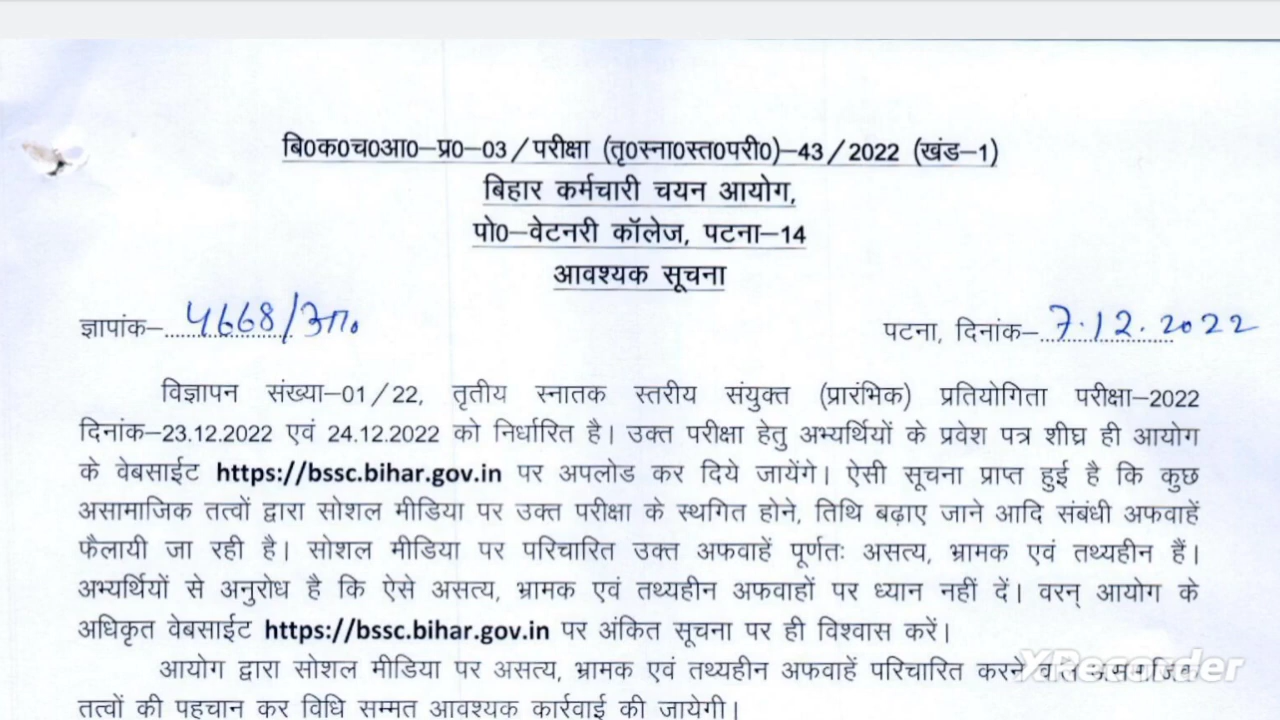 बि0क0च0आ0–प्र0–03/परीक्षा (तृ0स्ना0स्त0परी0)–43/2022 (खंड–1)
बिहार कर्मचारी चयन आयोग,
पो0–वेटनरी कॉलेज, पटना–14
आवश्यक सूचना
ज्ञापांक–....4668/आ०
पटना, दिनांक–..7.12.2022
विज्ञापन संख्या–01/22, तृतीय स्नातक स्तरीय संयुक्त (प्रारंभिक) प्रतियोगिता परीक्षा–2022
दिनांक–23.12.2022 एवं 24.12.2022 को निर्धारित है। उक्त परीक्षा हेतु अभ्यर्थियों के प्रवेश पत्र शीघ्र ही आयोग
के वेबसाईट https://bssc.bihar.gov.in पर अपलोड कर दिये जायेंगे। ऐसी सूचना प्राप्त हुई है कि कुछ
असामाजिक तत्वों द्वारा सोशल मीडिया पर उक्त परीक्षा के स्थगित होने, तिथि बढ़ाए जाने आदि संबंधी अफवाहें
फैलायी जा रही है। सोशल मीडिया पर परिचारित उक्त अफवाहें पूर्णतः असत्य, भ्रामक एवं तथ्यहीन हैं।
अभ्यर्थियों से अनुरोध है कि ऐसे असत्य, भ्रामक एवं तथ्यहीन अफवाहों पर ध्यान नहीं दें। वरन् आयोग के
अधिकृत वेबसाईट https://bssc.bihar.gov.in पर अंकित सूचना पर ही विश्वास करें।
आयोग द्वारा सोशल मीडिया पर असत्य, भ्रामक एवं तथ्यहीन अफवाहें परिचारित करने वाले असमाजिक
तत्वों की पहचान कर विधि सम्मत आवश्यक कार्रवाई की जायेगी।
XRecorder